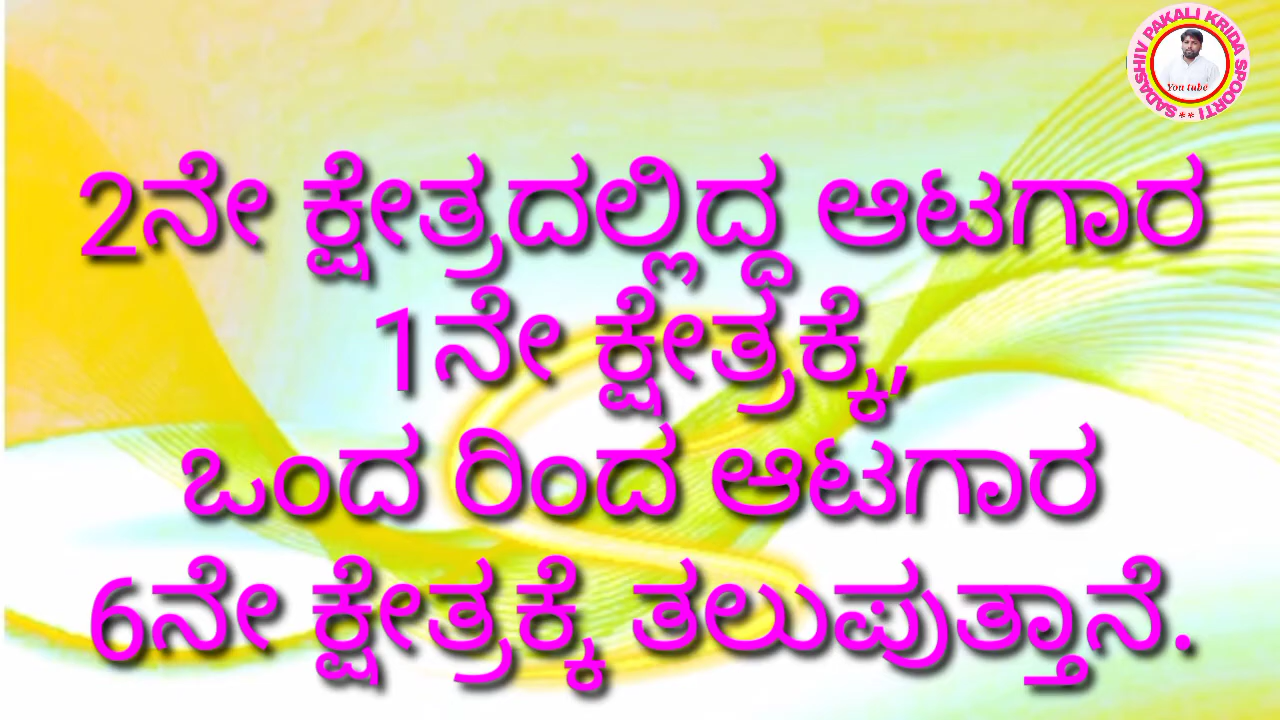 SADASHIV PAKALI KRIDA SPOORTI **
You tube
2ನೇ ಕ್ಷೇತ್ರದಲ್ಲಿದ್ದ ಆಟಗಾರ
1ನೇ ಕ್ಷೇತ್ರಕ್ಕೆ,
ಒಂದ ರಿಂದ ಆಟಗಾರ
6ನೇ ಕ್ಷೇತ್ರಕ್ಕೆ ತಲುಪುತ್ತಾನೆ.